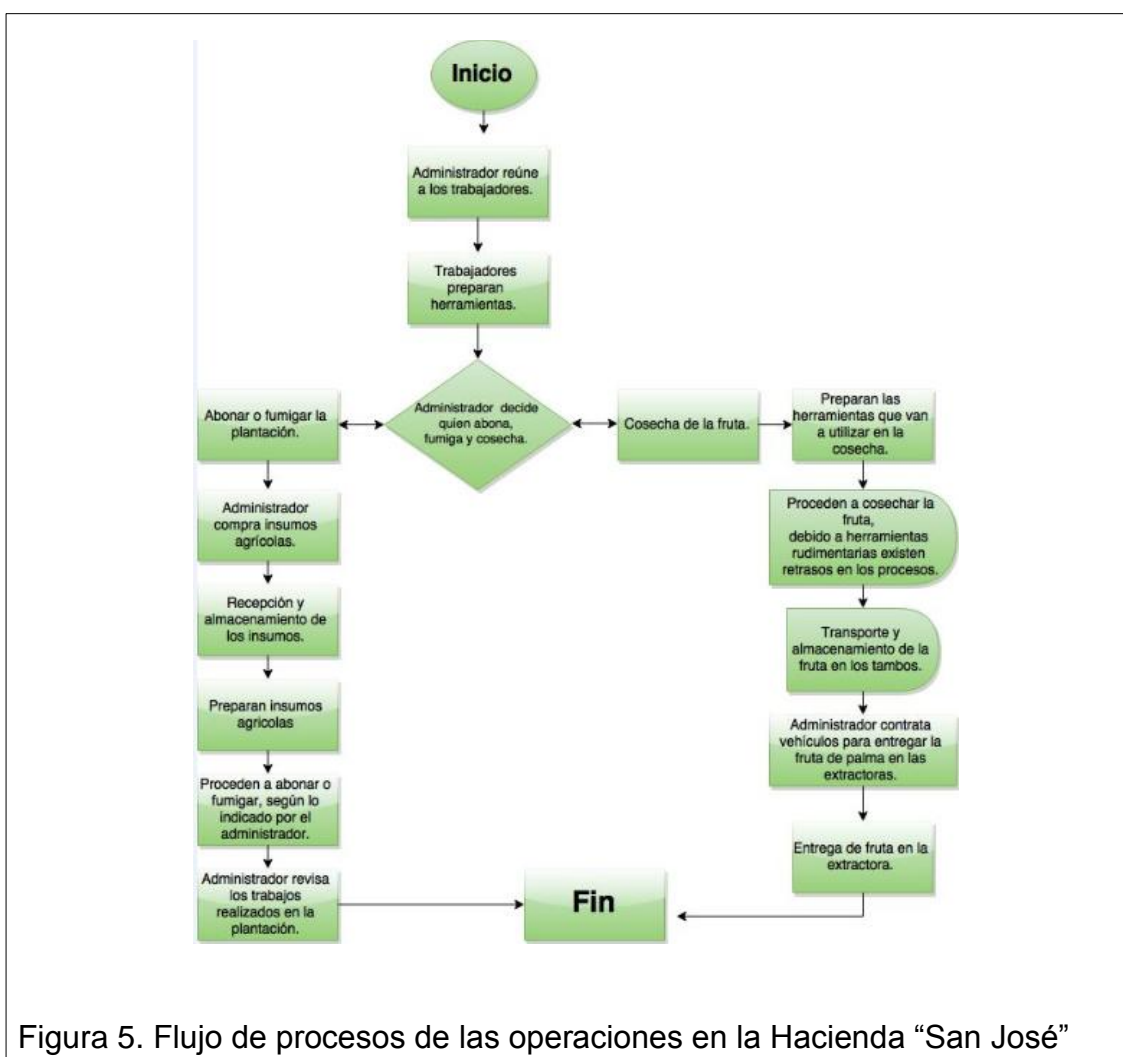 Inicio
Administrador reúne
a los trabajadores.
Trabajadores
preparan
herramientas.
Administrador decide
quien abona,
fumiga y cosecha.
Abonar o fumigar la
plantación.
Administrador
compra insumos
agrícolas.
Recepción y
almacenamiento de
los insumos.
Preparan insumos
agricolas
Proceden a abonar o
fumigar, según lo
indicado por el
administrador.
Administrador revisa
los trabajos
realizados en la
plantación.
Cosecha de la fruta.
Preparan las
herramientas que van
a utilizar en la
cosecha.
Proceden a cosechar la
fruta,
debido a herramientas
rudimentarias existen
retrasos en los procesos.
Transporte y
almacenamiento de la
fruta en los tambos.
Administrador contrata
vehículos para entregar la
fruta de palma en las
extractoras.
Entrega de fruta en la
extractora.
Fin
Figura 5. Flujo de procesos de las operaciones en la Hacienda “San José”